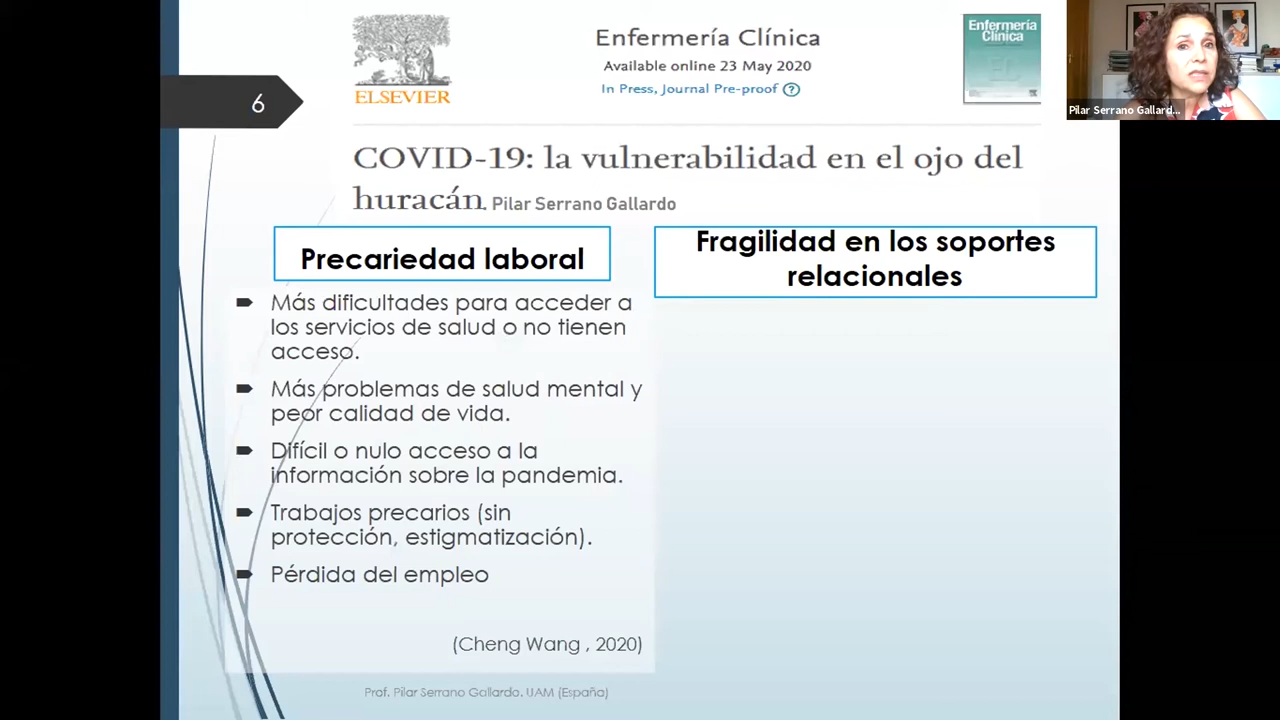 6
ELSEVIER
Enfermería Clínica
Available online 23 May 2020
In Press, Journal Pre-proof ?
Enfermería
Clínica
Pilar Serrano Gallard...
COVID-19: la vulnerabilidad en el ojo del
huracán. Pilar Serrano Gallardo
Precariedad laboral
Más dificultades para acceder a
los servicios de salud o no tienen
acceso.
Más problemas de salud mental y
peor calidad de vida.
Difícil o nulo acceso a la
información sobre la pandemia.
Trabajos precarios (sin
protección, estigmatización).
Pérdida del empleo
(Cheng Wang , 2020)
Fragilidad en los soportes
relacionales
Prof. Pilar Serrano Gallardo. UAM (España)